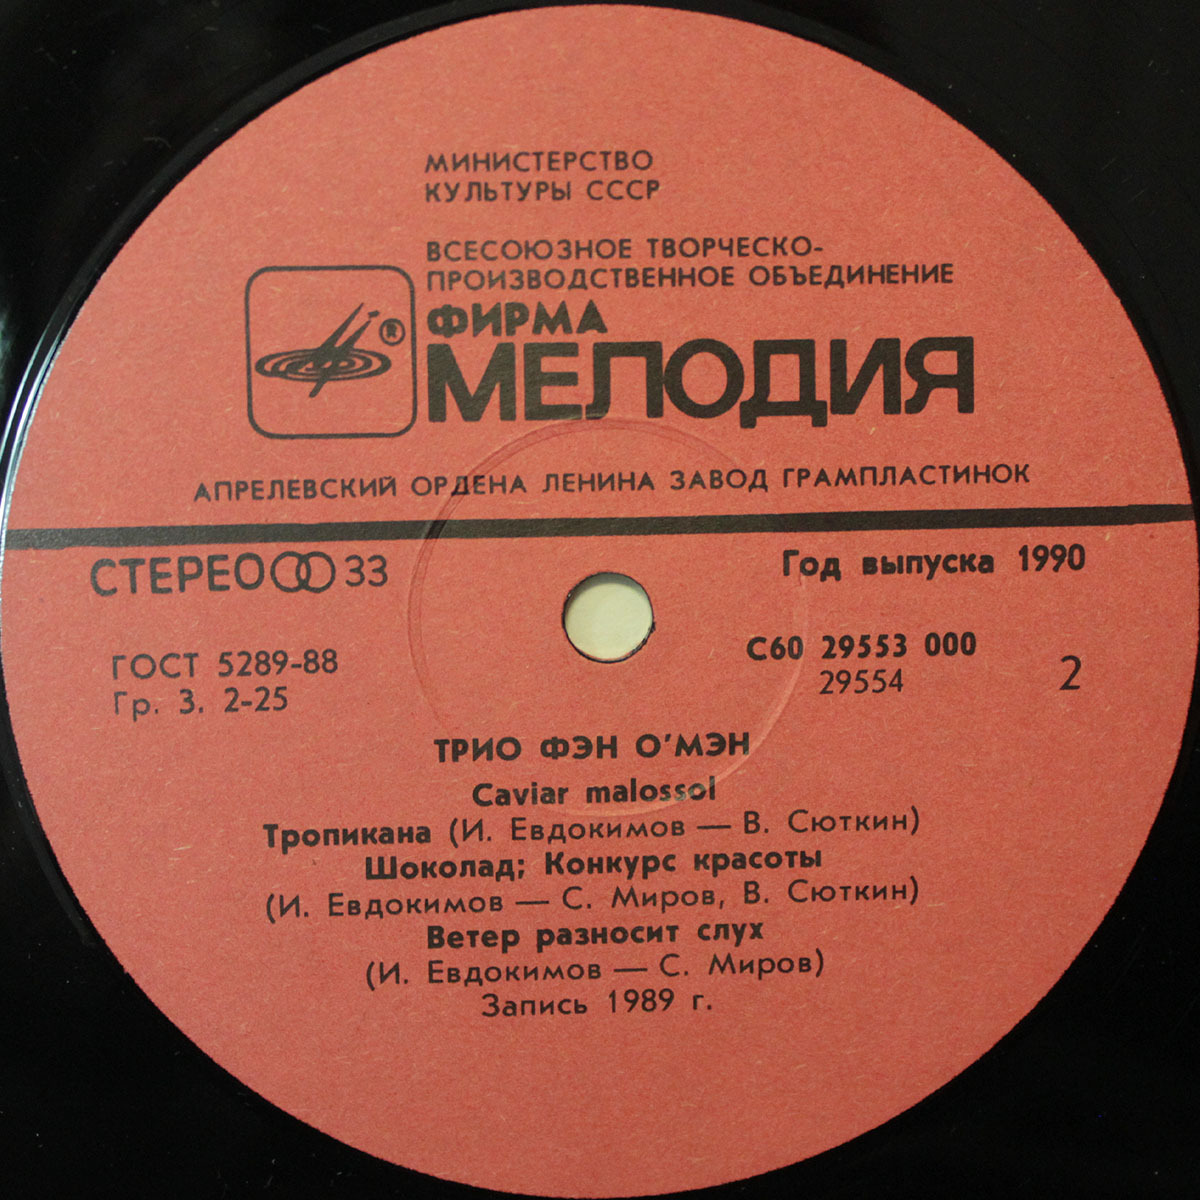 МИНИСТЕРСТВО
КУЛЬТУРЫ СССР
ВСЕСОЮЗНОЕ ТВОРЧЕСКО-
ПРОИЗВОДСТВЕННОЕ ОБЪЕДИНЕНИЕ
ФИРМА
®
МЕЛОДИЯ
АПРЕЛЕВСКИЙ ОРДЕНА ЛЕНИНА ЗАВОД ГРАМПЛАСТИНОК
СТЕРЕО 33
Год выпуска 1990
ГОСТ 5289-88
Гр. 3. 2-25
С60 29553 000
29554
2
ТРИО ФЭН О'МЭН
Caviar malossol
Тропикана (И. Евдокимов — В. Сюткин)
Шоколад; Конкурс красоты
(И. Евдокимов — С. Миров, В. Сюткин)
Ветер разносит слух
(И. Евдокимов — С. Миров)
Запись 1989 г.